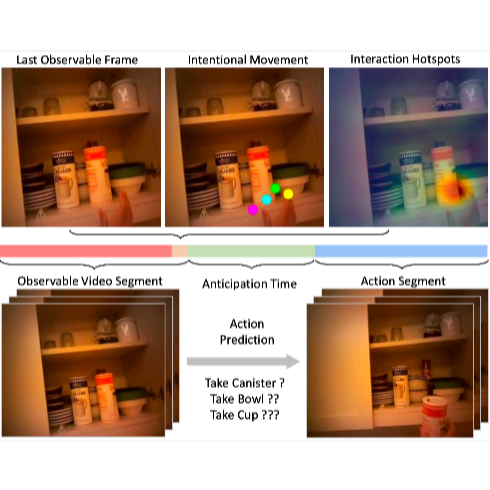 Last Observable Frame
Intentional Movement
Interaction Hotspots
Observable Video Segment
Anticipation Time
Action Segment
Action
Prediction
Take Canister ?
Take Bowl ??
Take Cup ???